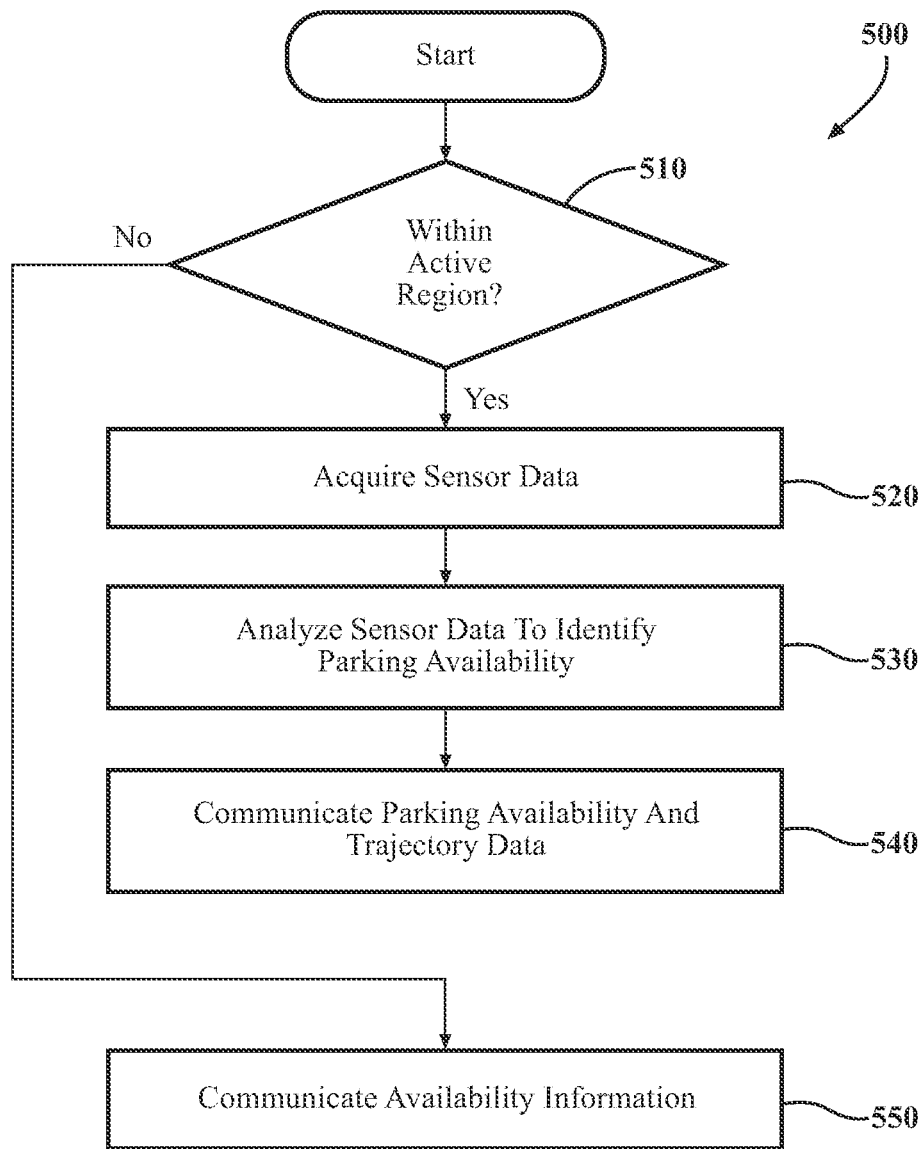 Start
500
510
No
Within
Active
Region?
Yes
Acquire Sensor Data
520
Analyze Sensor Data To Identify
Parking Availability
530
Communicate Parking Availability And
Trajectory Data
540
Communicate Availability Information
550